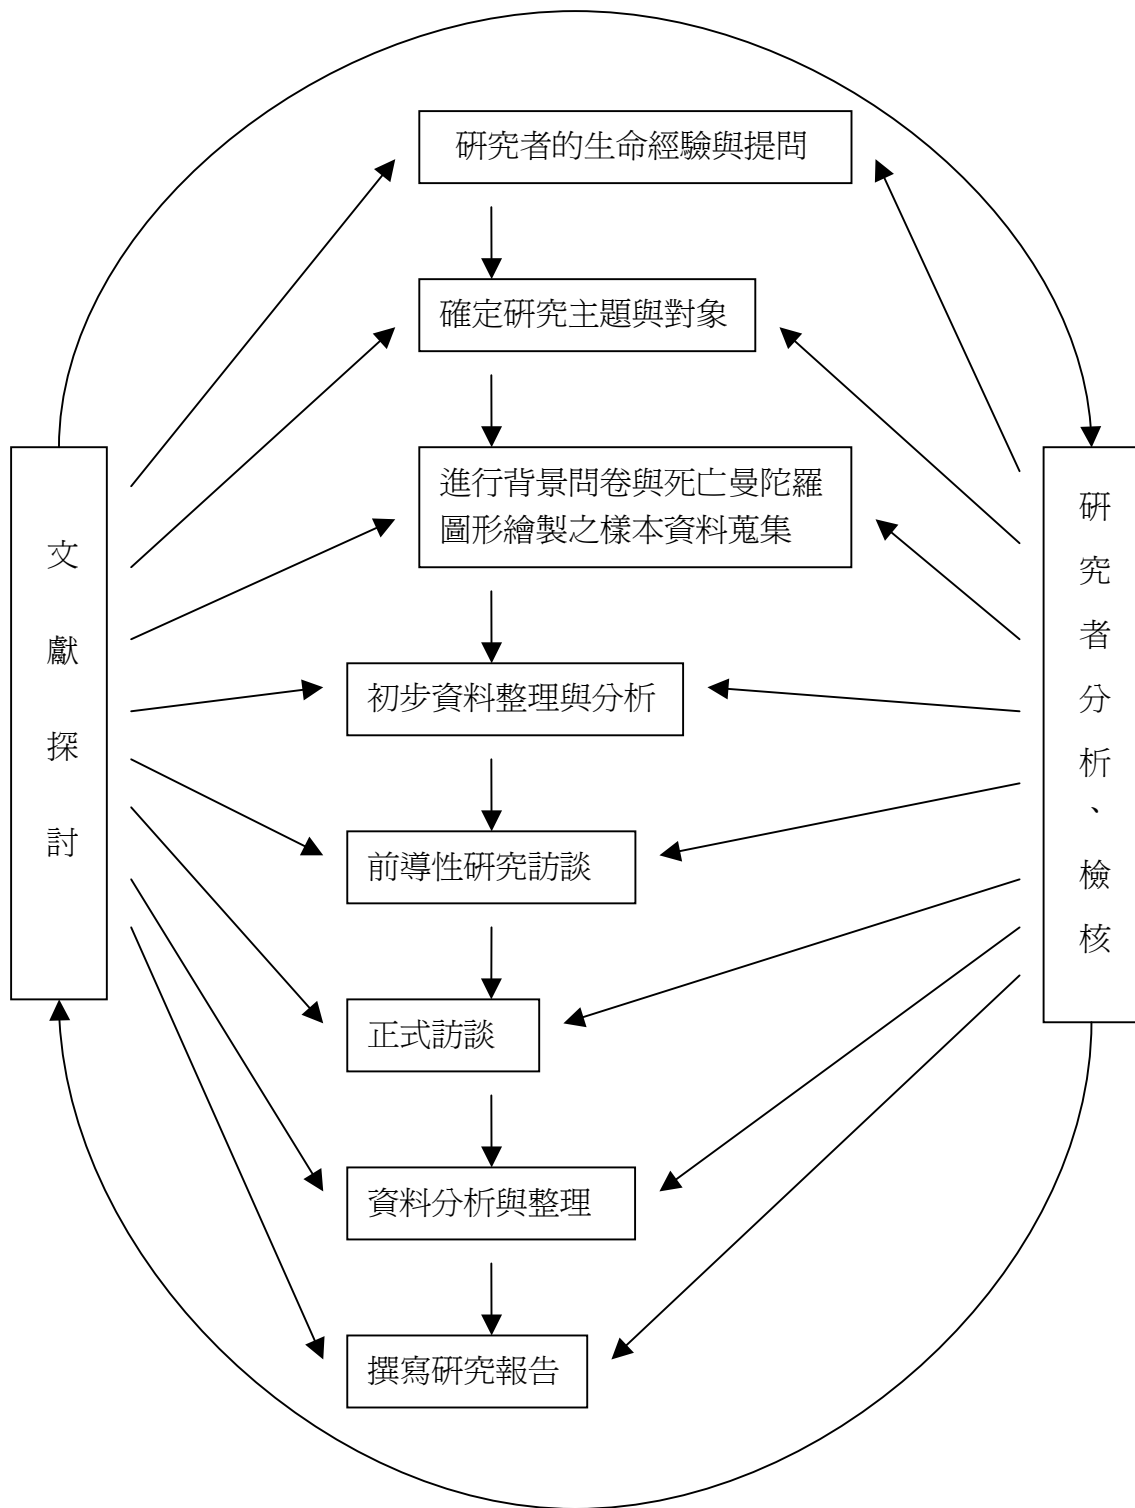 研究者的生命經驗與提問
確定研究主題與對象
進行背景問卷與死亡曼陀羅
圖形繪製之樣本資料蒐集
初步資料整理與分析
前導性研究訪談
正式訪談
資料分析與整理
撰寫研究報告
文獻探討
研究者分析、檢核